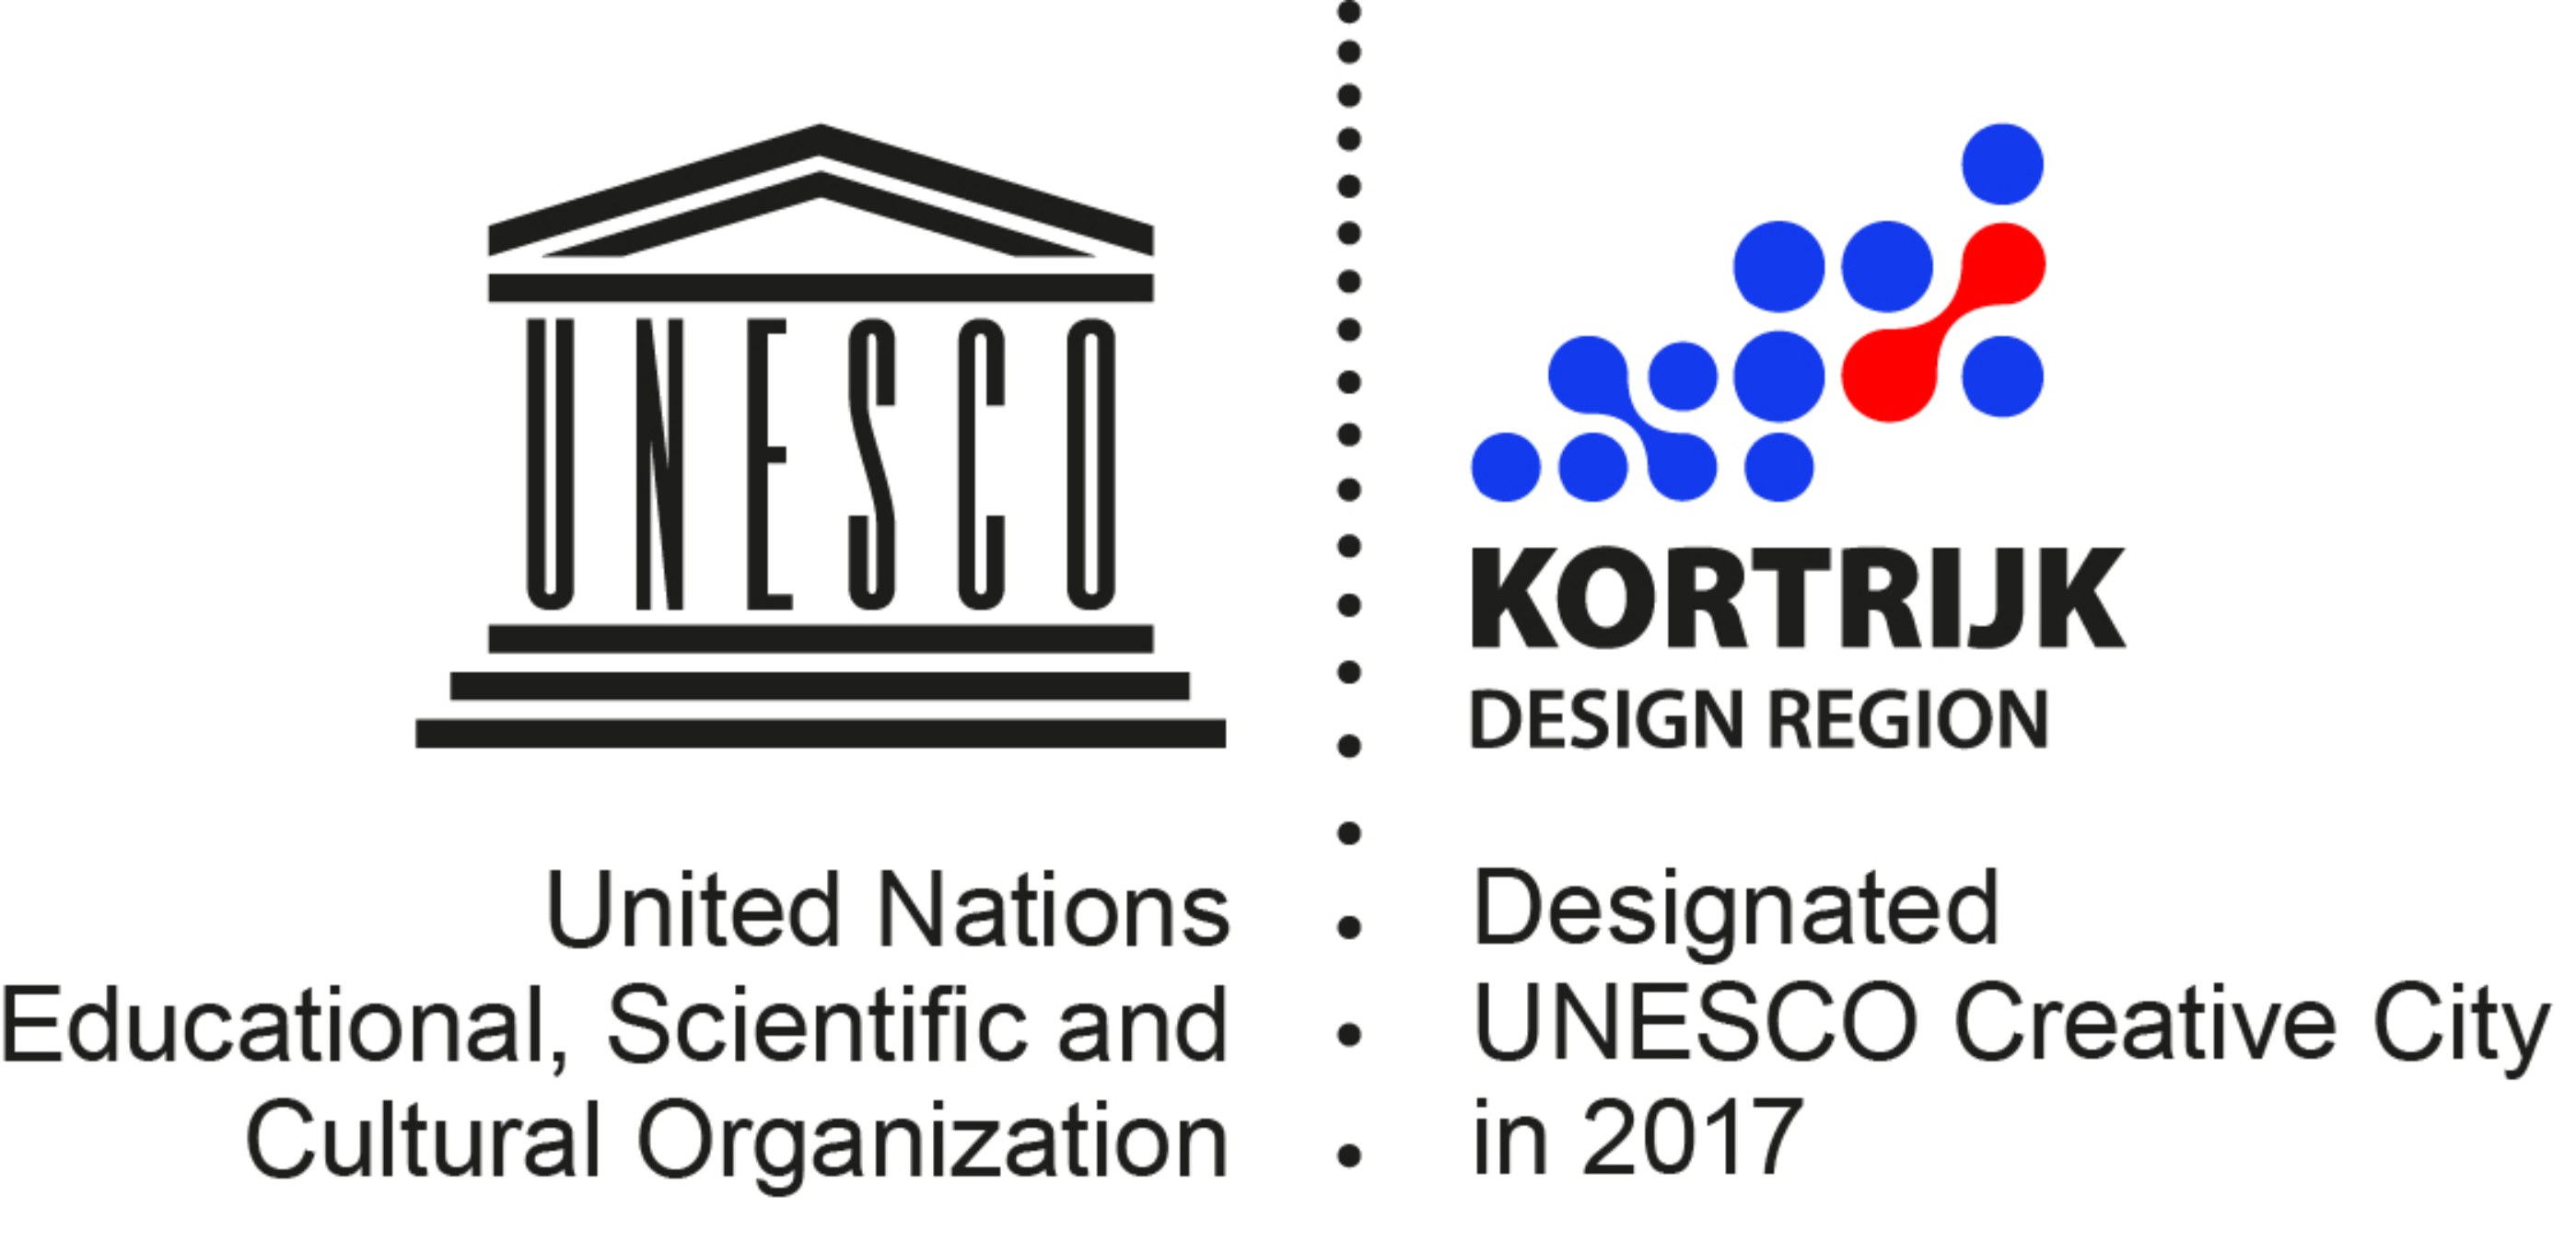 UNESCO
United Nations
Educational, Scientific and
Cultural Organization
KORTRIJK
DESIGN REGION
Designated
UNESCO Creative City
in 2017